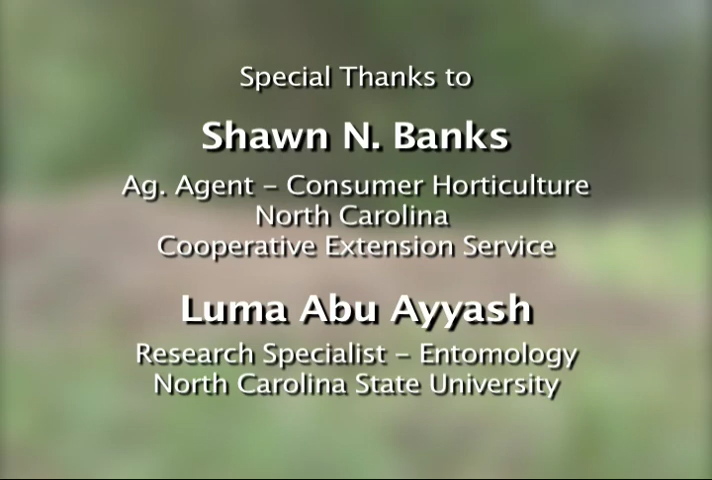 Special Thanks to
Shawn N. Banks
Ag. Agent – Consumer Horticulture
North Carolina
Cooperative Extension Service
Luma Abu Ayyash
Research Specialist – Entomology
North Carolina State University